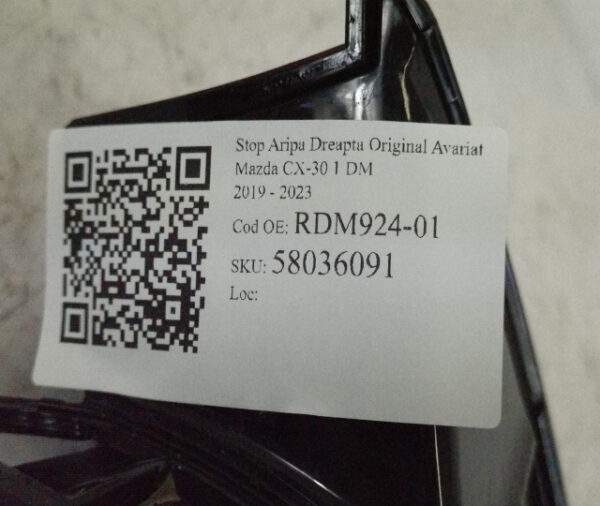 Stop Aripa Dreapta Original Avariat
Mazda CX-30 1 DM
2019 - 2023
Cod OE: RDM924-01
SKU: 58036091
Loc: